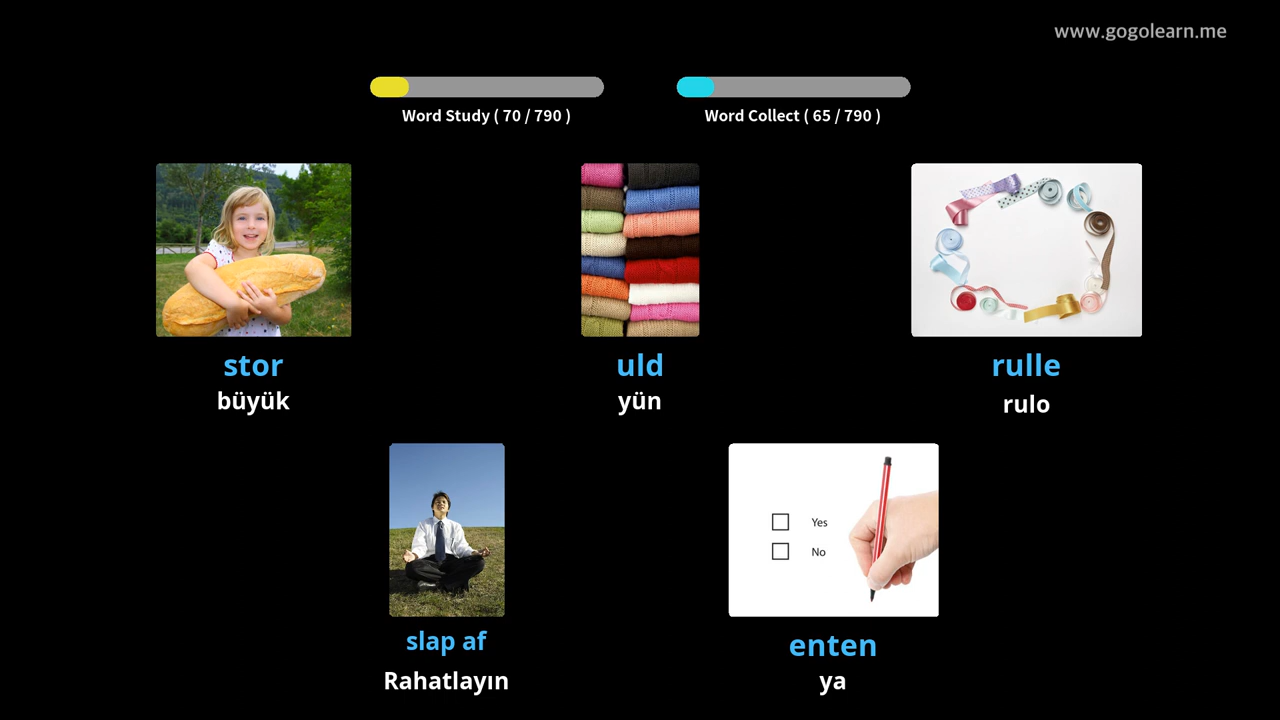 www.gogolearn.me
Word Study ( 70 / 790 )
Word Collect ( 65 / 790 )
stor
büyük
uld
yün
rulle
rulo
Yes
No
slap af
Rahatlayın
enten
ya